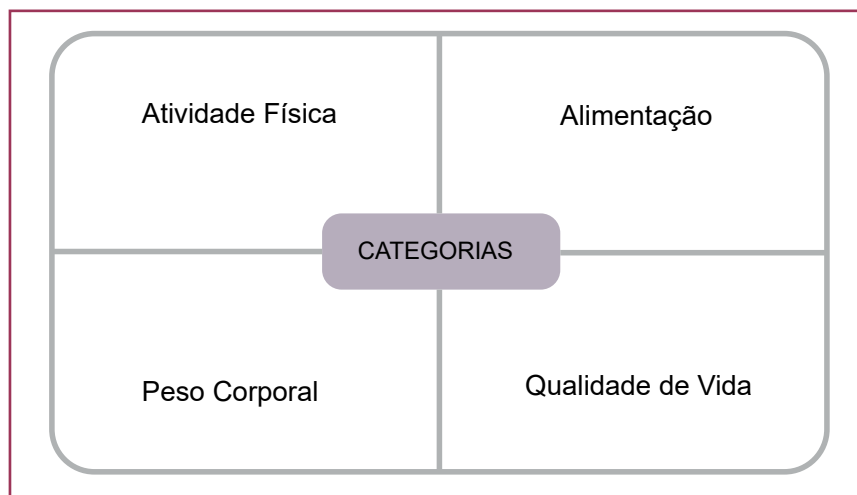 Atividade Física
Alimentação
CATEGORIAS
Peso Corporal
Qualidade de Vida